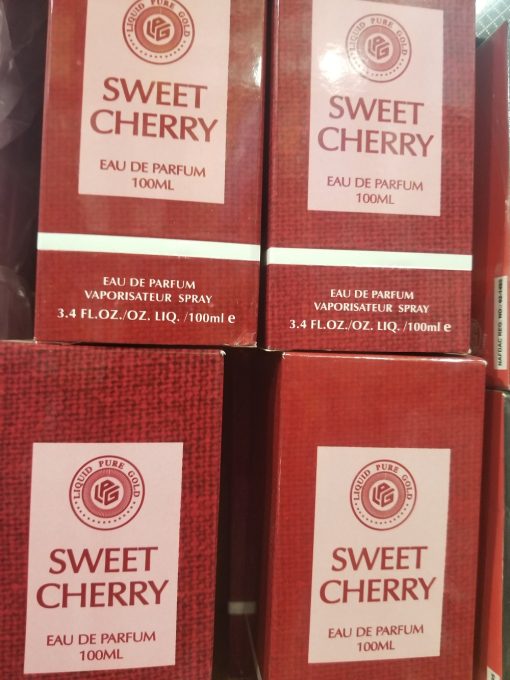 LIQUID PURE GOLD
LPG
SWEET
CHERRY
EAU DE PARFUM
100ML
EAU DE PARFUM
VAPORISATEUR SPRAY
3.4 FL.OZ./OZ. LIQ. /100ml e
LIQUID PURE GOLD
LPG
SWEET
CHERRY
EAU DE PARFUM
100ML
EAU DE PARFUM
VAPORISATEUR SPRAY
3.4 FL.OZ./OZ. LIQ. /100ml e
NAFDAC REG NO:
LIQUID PURE GOLD
LPG
SWEET
CHERRY
EAU DE PARFUM
100ML
LIQUID PURE GOLD
LPG
SWEET
CHERRY
EAU DE PARFUM
100ML